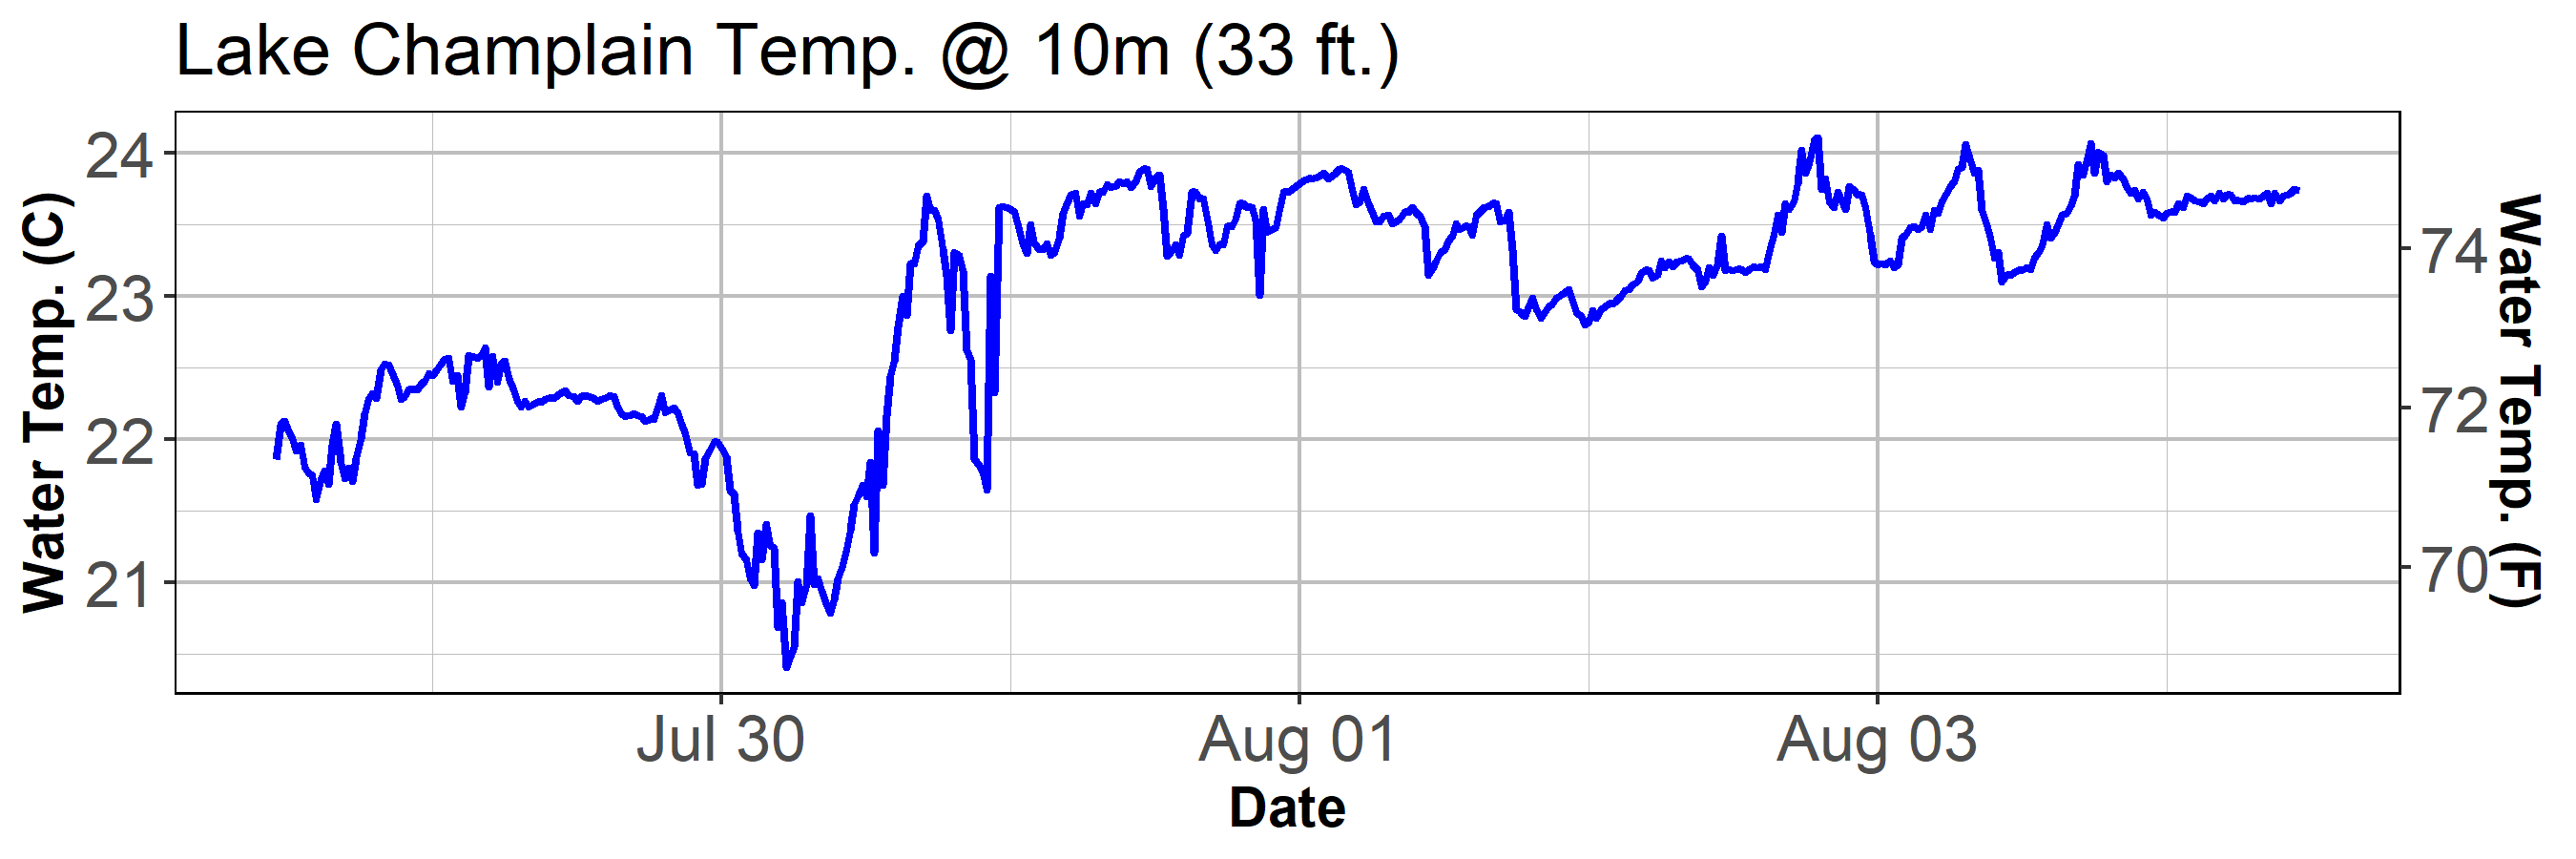 Lake Champlain Temp. @ 10m (33 ft.)
Water Temp. (C)
24
23
22
21
74
72
70
Water Temp. (F)
Jul 30
Aug 01
Aug 03
Date